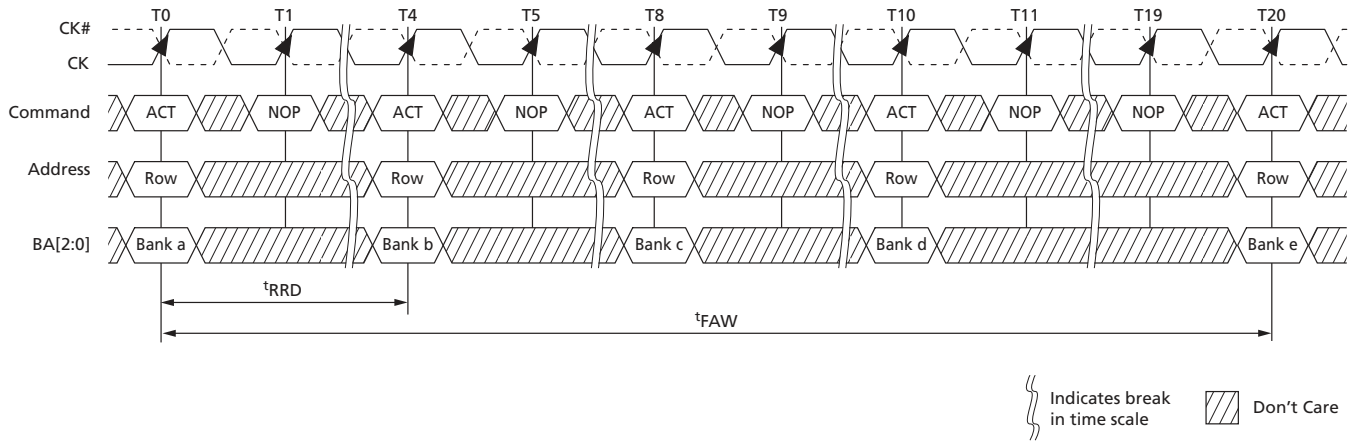 T0 T1 T4 T5 T8 T9 T10 T11 T19 T20
CK#
CK
Command ACT NOP ACT NOP ACT NOP ACT NOP NOP ACT
Address Row Row Row Row Row
BA[2:0] Bank a Bank b Bank c Bank d Bank e
tRRD
tFAW
Indicates break
in time scale
Don't Care